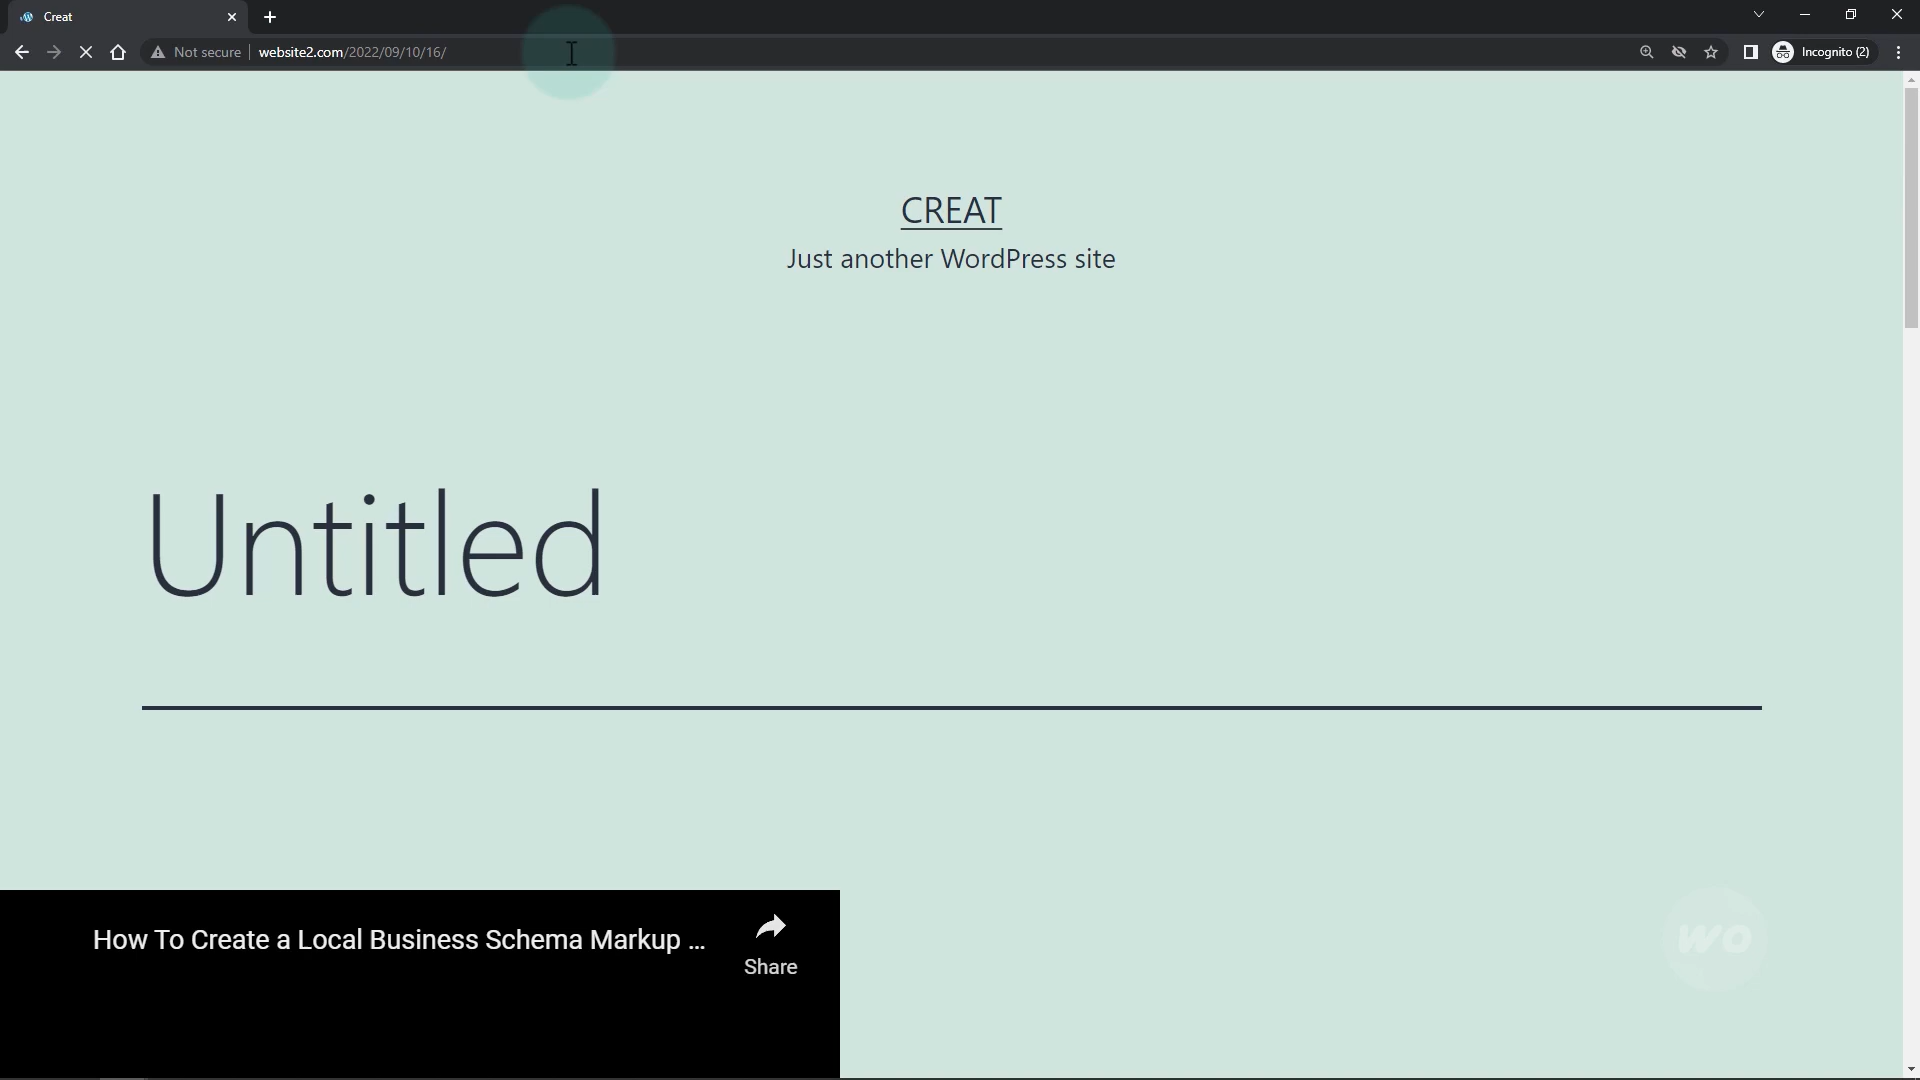 Creat
Not secure
website2.com/2022/09/10/16/
Incognito (2)
CREAT
Just another WordPress site
Untitled
How To Create a Local Business Schema Markup ...
Share
wo